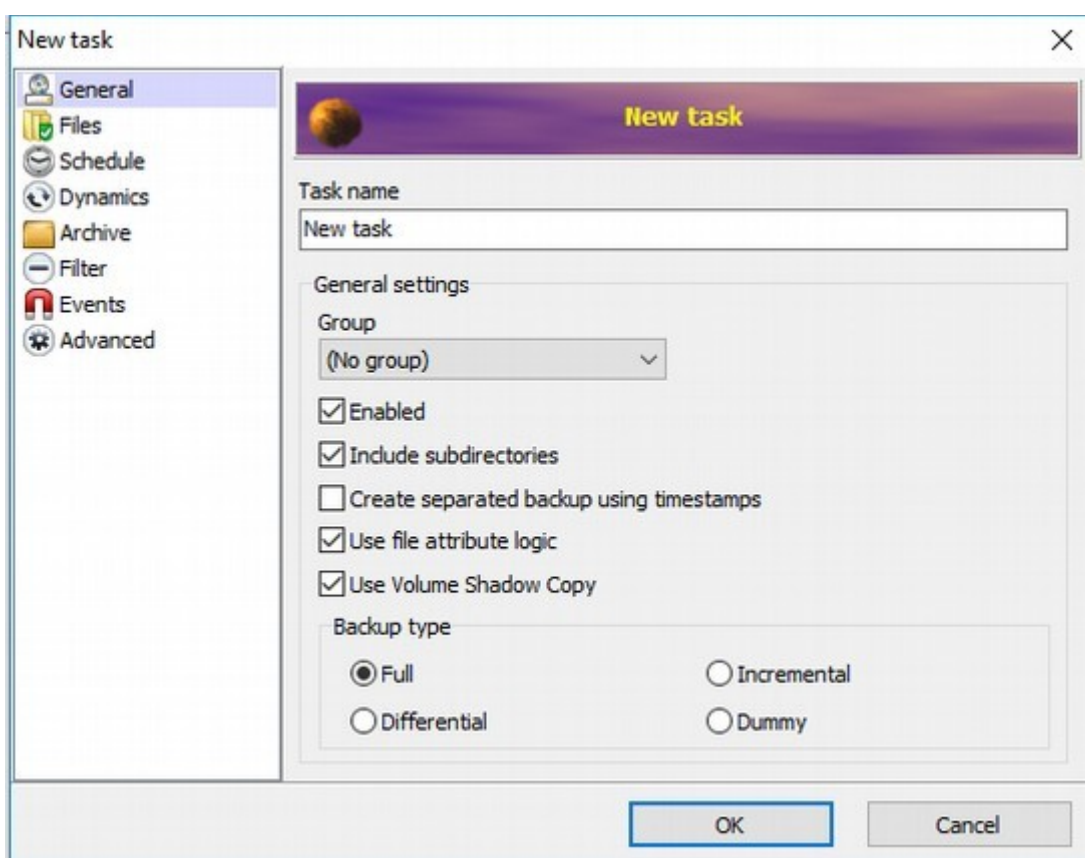 New task
General
Files
Schedule
Dynamics
Archive
Filter
Events
Advanced
New task
Task name
New task
General settings
Group
(No group)
Enabled
Include subdirectories
Create separated backup using timestamps
Use file attribute logic
Use Volume Shadow Copy
Backup type
Full Incremental
Differential Dummy
OK Cancel